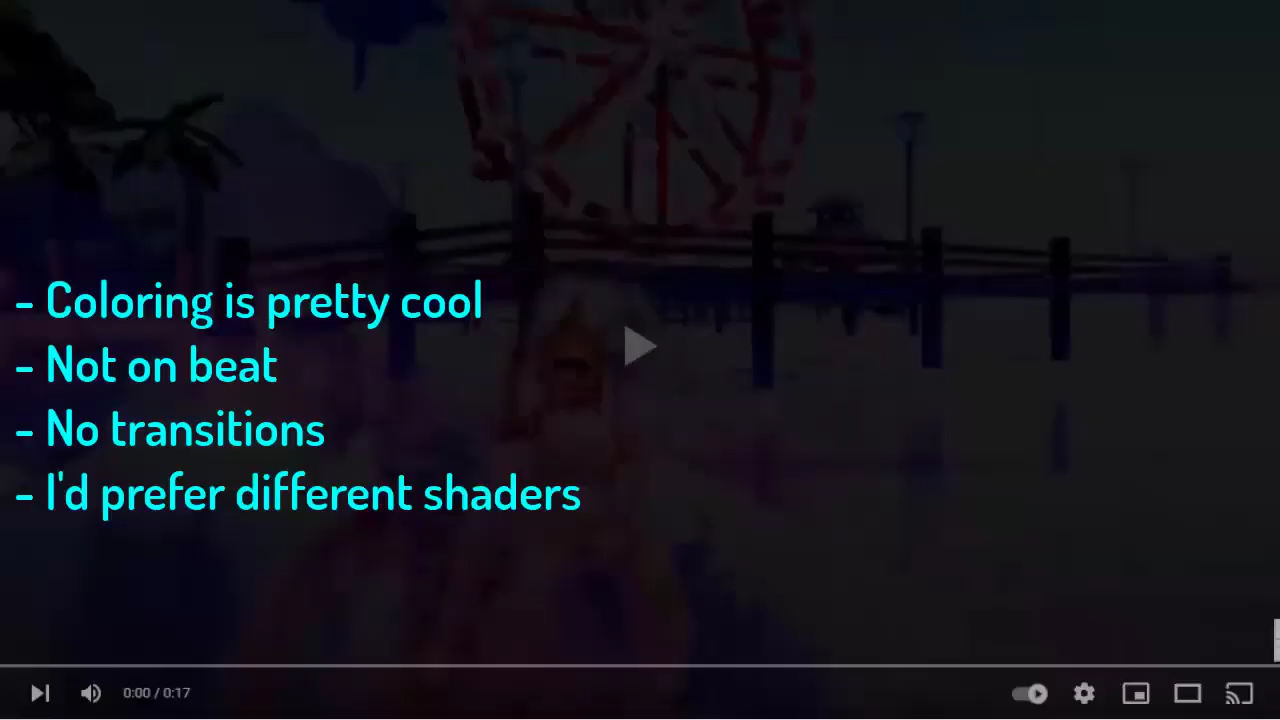 - Coloring is pretty cool
- Not on beat
- No transitions
- I'd prefer different shaders
0:00 / 0:17